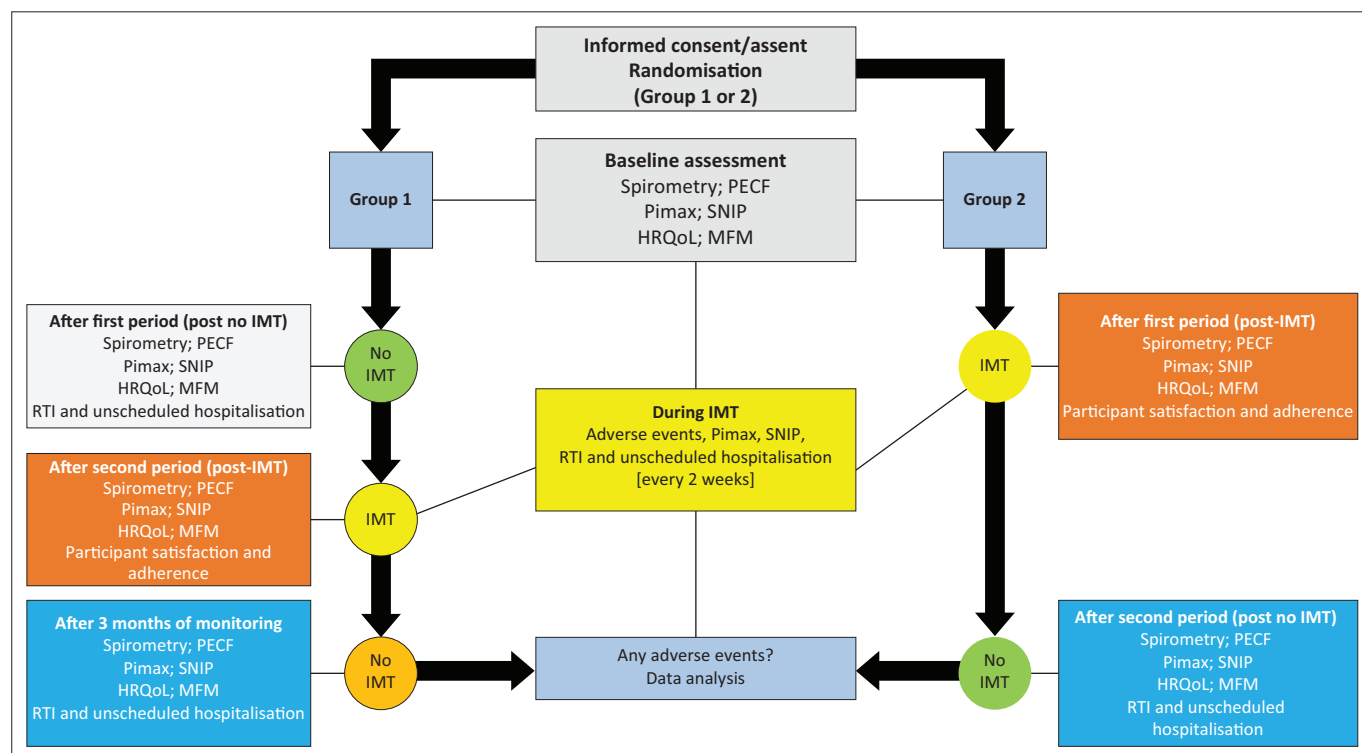 Informed consent/assent
Randomisation
(Group 1 or 2)
Group 1
Baseline assessment
Spirometry; PECF
Pimax; SNIP
HRQoL; MFM
Group 2
After first period (post no IMT)
Spirometry; PECF
Pimax; SNIP
HRQoL; MFM
RTI and unscheduled hospitalisation
No
IMT
IMT
After first period (post-IMT)
Spirometry; PECF
Pimax; SNIP
HRQoL; MFM
Participant satisfaction and adherence
During IMT
Adverse events, Pimax, SNIP,
RTI and unscheduled hospitalisation
[every 2 weeks]
After second period (post-IMT)
Spirometry; PECF
Pimax; SNIP
HRQoL; MFM
Participant satisfaction and
adherence
IMT
After 3 months of monitoring
Spirometry; PECF
Pimax; SNIP
HRQoL; MFM
RTI and unscheduled hospitalisation
No
IMT
Any adverse events?
Data analysis
No
IMT
After second period (post no IMT)
Spirometry; PECF
Pimax; SNIP
HRQoL; MFM
RTI and unscheduled
hospitalisation